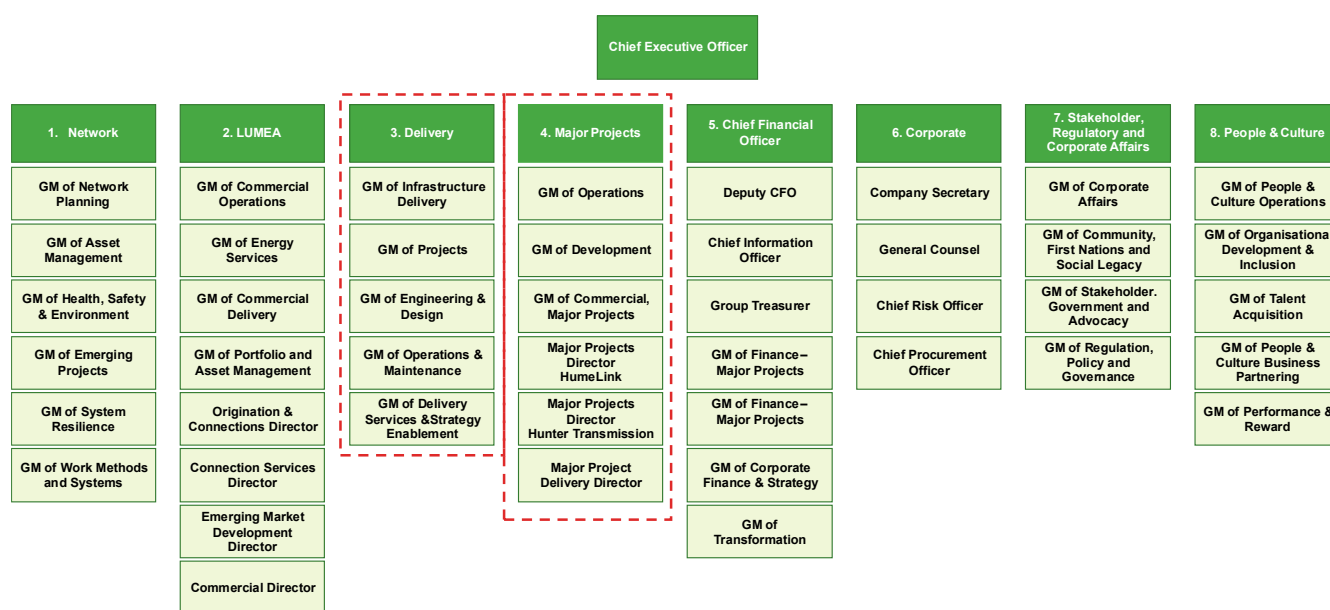 Chief Executive Officer
1. Network
GM of Network
Planning
GM of Asset
Management
GM of Health, Safety
& Environment
GM of Emerging
Projects
GM of System
Resilience
GM of Work Methods
and Systems
2. LUMEA
GM of Commercial
Operations
GM of Energy
Services
GM of Commercial
Delivery
GM of Portfolio and
Asset Management
Origination &
Connections Director
Connection Services
Director
Emerging Market
Development
Director
Commercial Director
3. Delivery
GM of Infrastructure
Delivery
GM of Projects
GM of Engineering &
Design
GM of Operations &
Maintenance
GM of Delivery
Services &Strategy
Enablement
4. Major Projects
GM of Operations
GM of Development
GM of Commercial,
Major Projects
Major Projects
Director
HumeLink
Major Projects
Director
Hunter Transmission
Major Project
Delivery Director
5. Chief Financial
Officer
Deputy CFO
Chief Information
Officer
Group Treasurer
GM of Finance–
Major Projects
GM of Finance–
Major Projects
GM of Corporate
Finance & Strategy
GM of
Transformation
6. Corporate
Company Secretary
General Counsel
Chief Risk Officer
Chief Procurement
Officer
7. Stakeholder,
Regulatory and
Corporate Affairs
GM of Corporate
Affairs
GM of Community,
First Nations and
Social Legacy
GM of Stakeholder.
Government and
Advocacy
GM of Regulation,
Policy and
Governance
8. People & Culture
GM of People &
Culture Operations
GM of Organisational
Development &
Inclusion
GM of Talent
Acquisition
GM of People &
Culture Business
Partnering
GM of Performance &
Reward